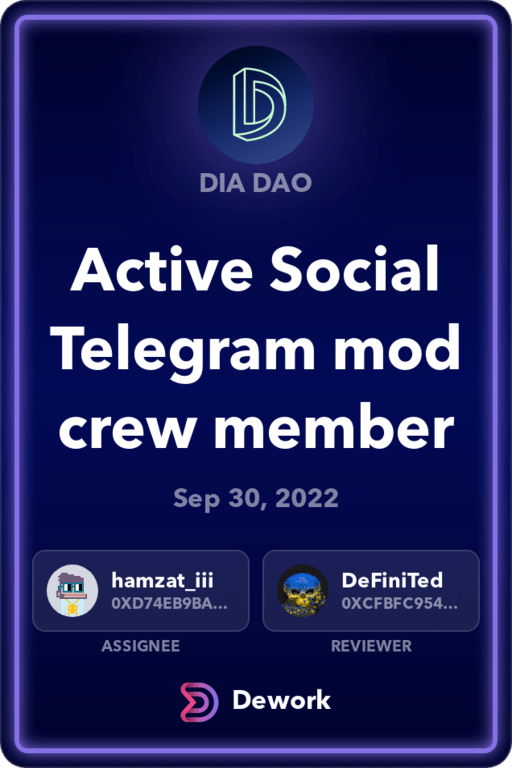 DIA DAO
Active Social
Telegram mod
crew member
Sep 30, 2022
hamzat_iii
0XD74EB9BA...
DeFiniTed
0XCFBFC954...
ASSIGNEE
REVIEWER
Dework